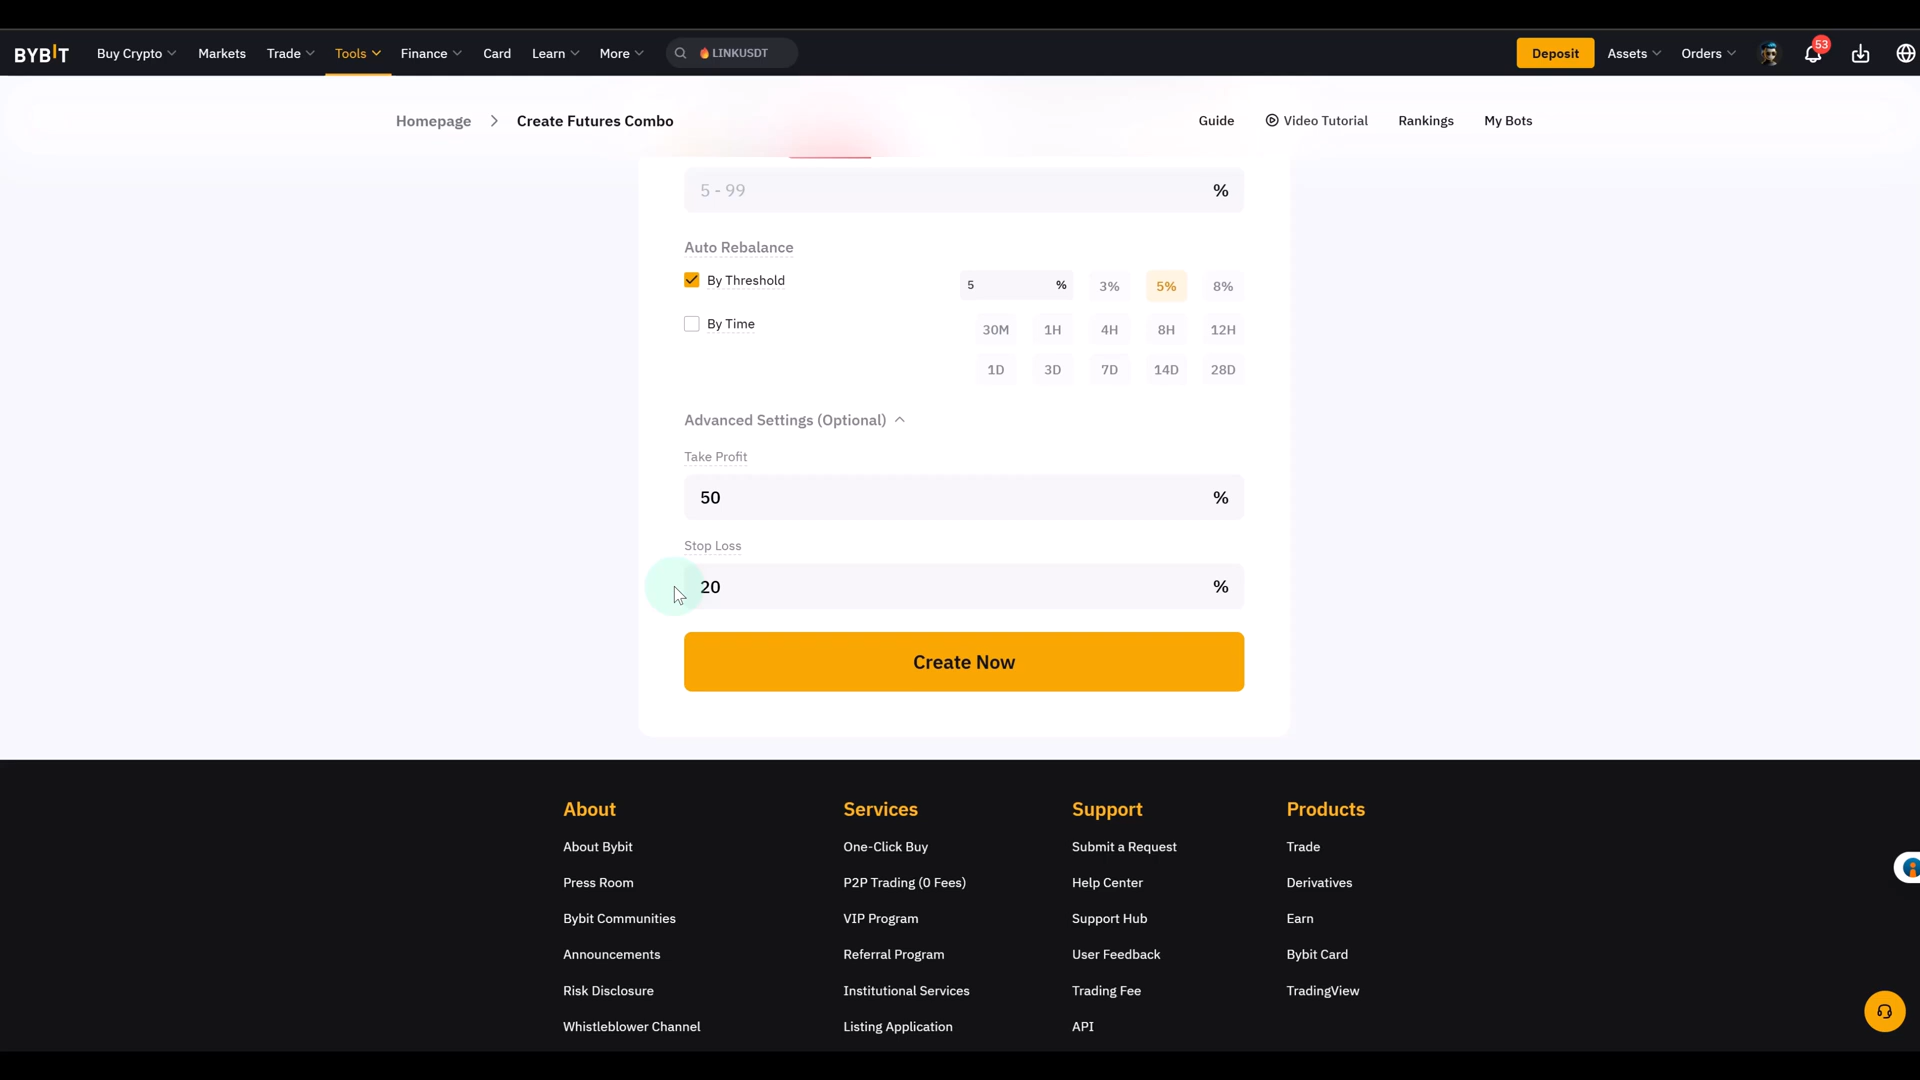 BYBIT Buy Crypto Markets Trade Tools Finance Card Learn More LINKUSDT Deposit Assets Orders 53
Homepage > Create Futures Combo Guide Video Tutorial Rankings My Bots
5 - 99 %
Auto Rebalance
By Threshold 5 % 3% 5% 8%
By Time 30M 1H 4H 8H 12H
1D 3D 7D 14D 28D
Advanced Settings (Optional)
Take Profit
50 %
Stop Loss
20 %
Create Now
About Services Support Products
About Bybit One-Click Buy Submit a Request Trade
Press Room P2P Trading (0 Fees) Help Center Derivatives
Bybit Communities VIP Program Support Hub Earn
Announcements Referral Program User Feedback Bybit Card
Risk Disclosure Institutional Services Trading Fee TradingView
Whistleblower Channel Listing Application API